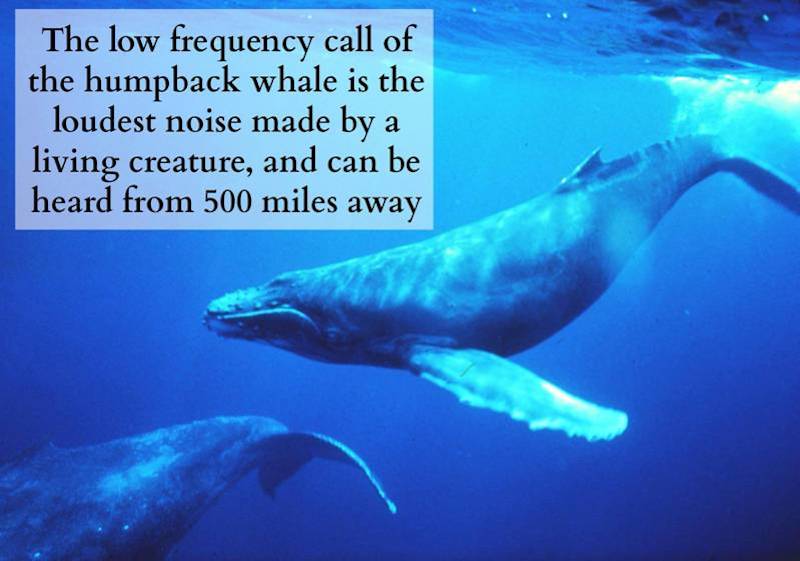 The low frequency call of
the humpback whale is the
loudest noise made by a
living creature, and can be
heard from 500 miles away